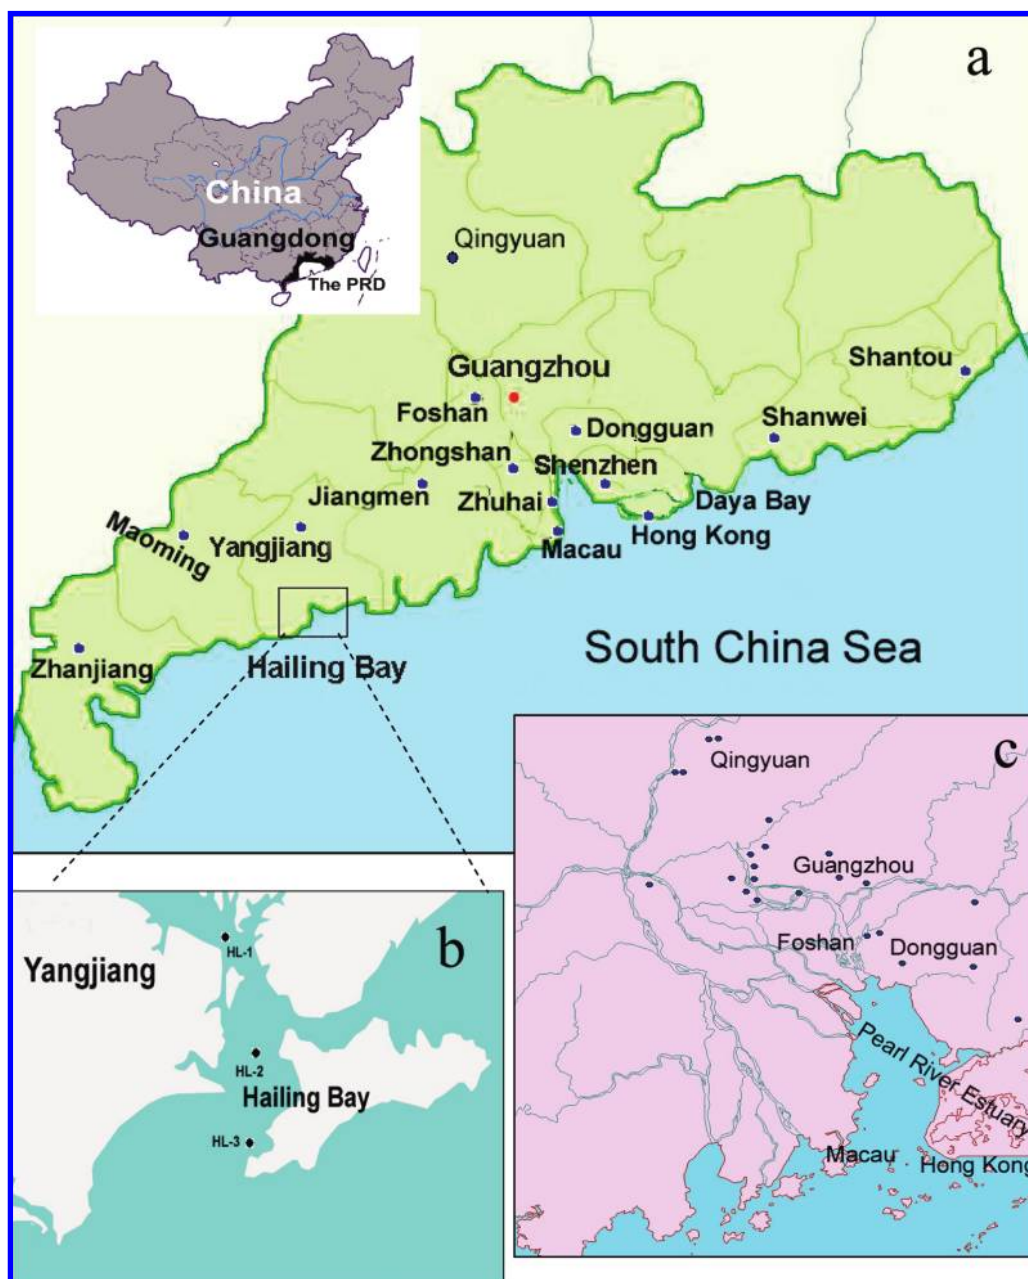 a
China
Guangdong
The PRD
Qingyuan
Guangzhou
Shantou
Foshan
Dongguan
Shanwei
Zhongshan
Shenzhen
Jiangmen
Zhuhai
Daya Bay
Maoming
Yangjiang
Macau
Hong Kong
Zhanjiang
Hailing Bay
South China Sea
b
HL-1
Yangjiang
HL-2
Hailing Bay
HL-3
c
Qingyuan
Guangzhou
Foshan
Dongguan
Pearl River Estuary
Macau
Hong Kong